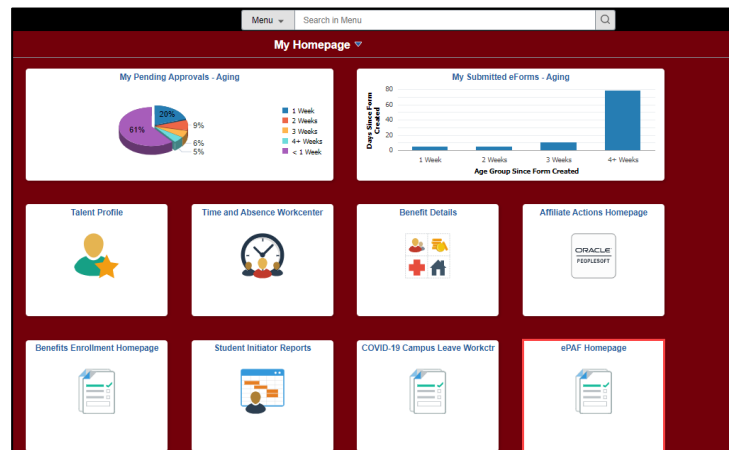 Menu
Search in Menu
My Homepage
My Pending Approvals - Aging
20%
61%
9%
6%
5%
1 Week
2 Weeks
3 Weeks
4+ Weeks
< 1 Week
My Submitted eForms - Aging
Days Since Form
Created
80
60
40
20
0
1 Week
2 Weeks
3 Weeks
4+ Weeks
Age Group Since Form Created
Talent Profile
Time and Absence Workcenter
Benefit Details
Affiliate Actions Homepage
ORACLE
PEOPLESOFT
Benefits Enrollment Homepage
Student Initiator Reports
COVID-19 Campus Leave Workctr
ePAF Homepage